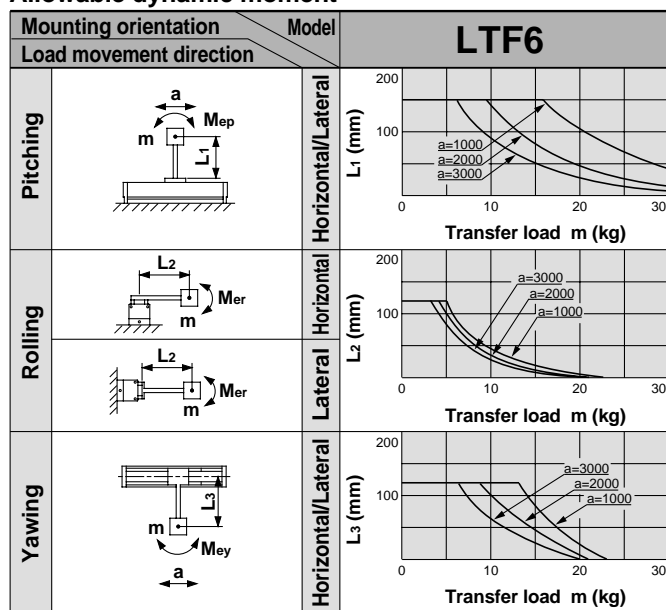 Allowable dynamic moment
Mounting orientation
Model
Load movement direction
LTF6
Pitching
a
Mep
m
L1
Horizontal/Lateral
L1 (mm)
200
100
a=1000
a=2000
a=3000
0 10 20 30
Transfer load m (kg)
Rolling
L2
Mer
m
Horizontal
L2
Mer
m
Lateral
L2 (mm)
200
100
a=3000
a=2000
a=1000
0 10 20 30
Transfer load m (kg)
Yawing
L3
m
Mey
a
Horizontal/Lateral
L3 (mm)
200
100
a=3000
a=2000
a=1000
0 10 20 30
Transfer load m (kg)